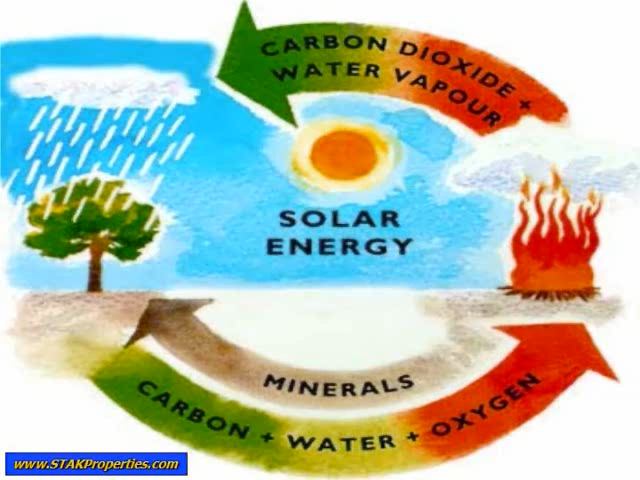 CARBON DIOXIDE +
WATER VAPOUR
SOLAR
ENERGY
MINERALS
CARBON + WATER + OXYGEN
www.STAKProperties.com